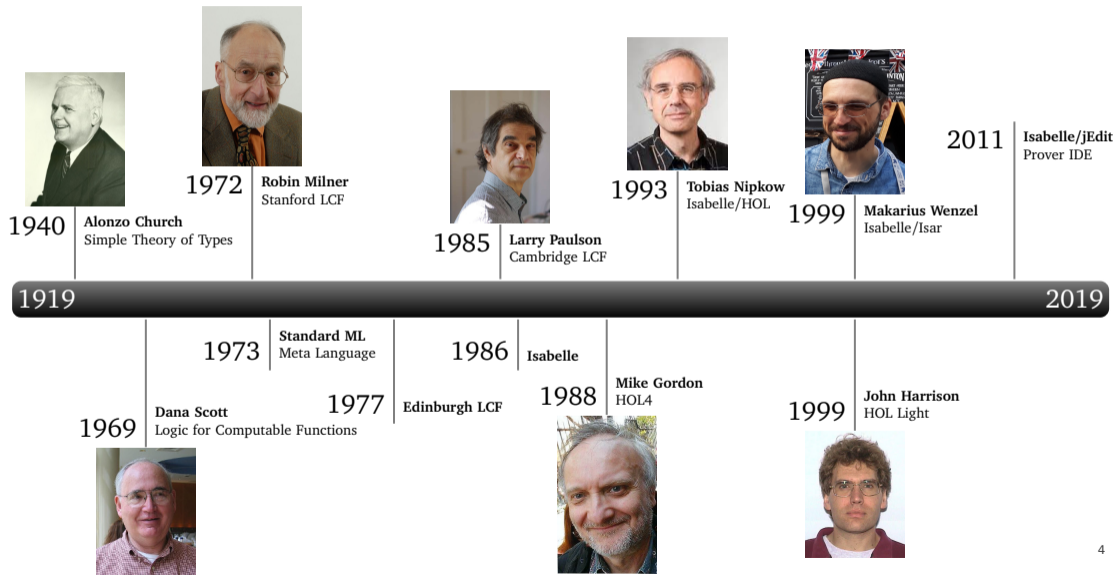 1940
Alonzo Church
Simple Theory of Types
1972
Robin Milner
Stanford LCF
1985
Larry Paulson
Cambridge LCF
1993
Tobias Nipkow
Isabelle/HOL
1999
Makarius Wenzel
Isabelle/Isar
2011
Isabelle/jEdit
Prover IDE
1919
2019
1969
Dana Scott
Logic for Computable Functions
1973
Standard ML
Meta Language
1977
Edinburgh LCF
1986
Isabelle
1988
Mike Gordon
HOL4
1999
John Harrison
HOL Light
4